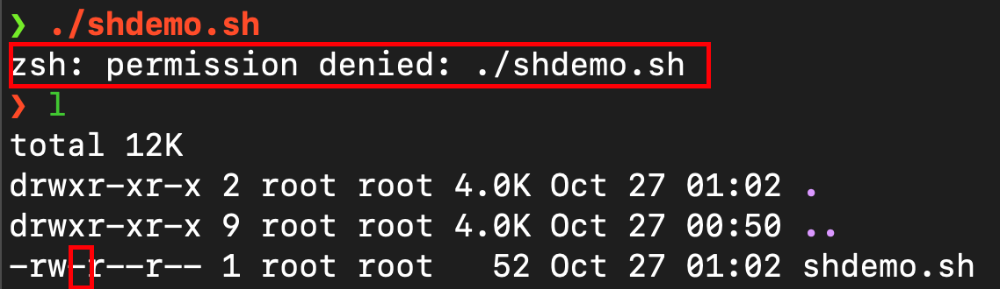 ❯ ./shdemo.sh
zsh: permission denied: ./shdemo.sh
❯ l
total 12K
drwxr-xr-x 2 root root 4.0K Oct 27 01:02 .
drwxr-xr-x 9 root root 4.0K Oct 27 00:50 ..
-rw-r--r-- 1 root root   52 Oct 27 01:02 shdemo.sh